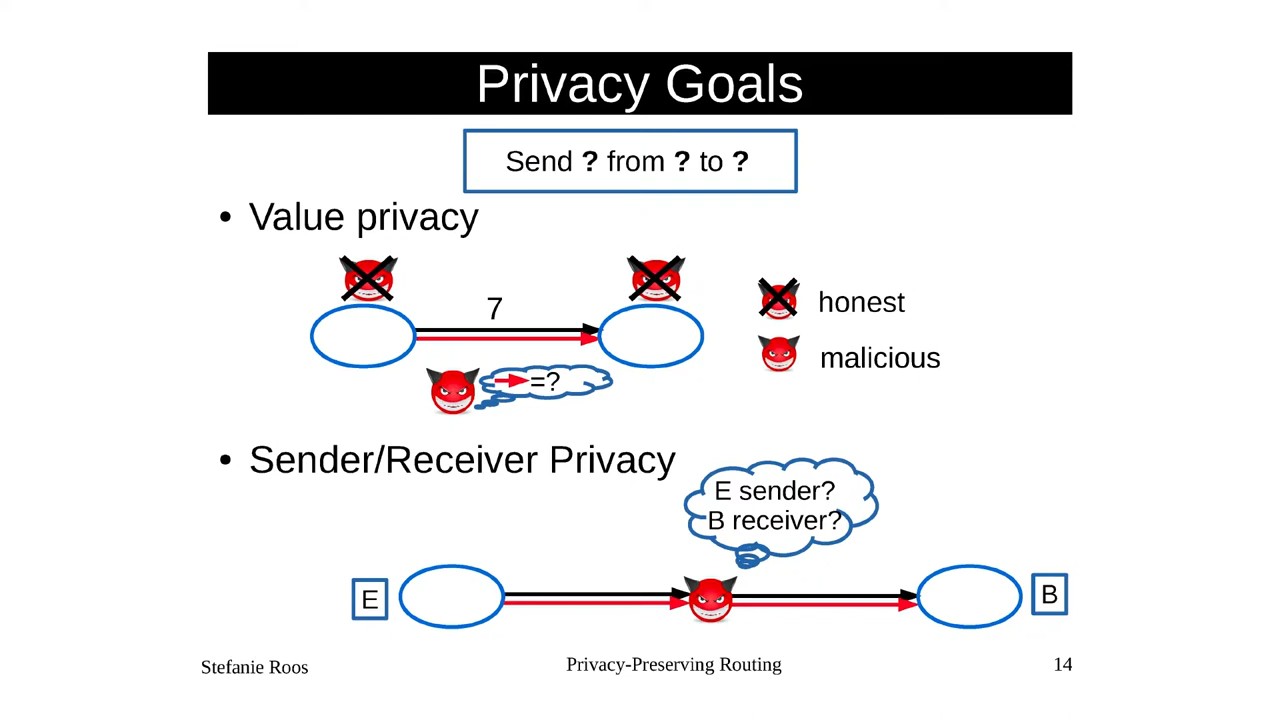 Privacy Goals
Send ? from ? to ?
• Value privacy
7
honest
malicious
=?
• Sender/Receiver Privacy
E sender?
B receiver?
E
B
Stefanie Roos
Privacy-Preserving Routing
14